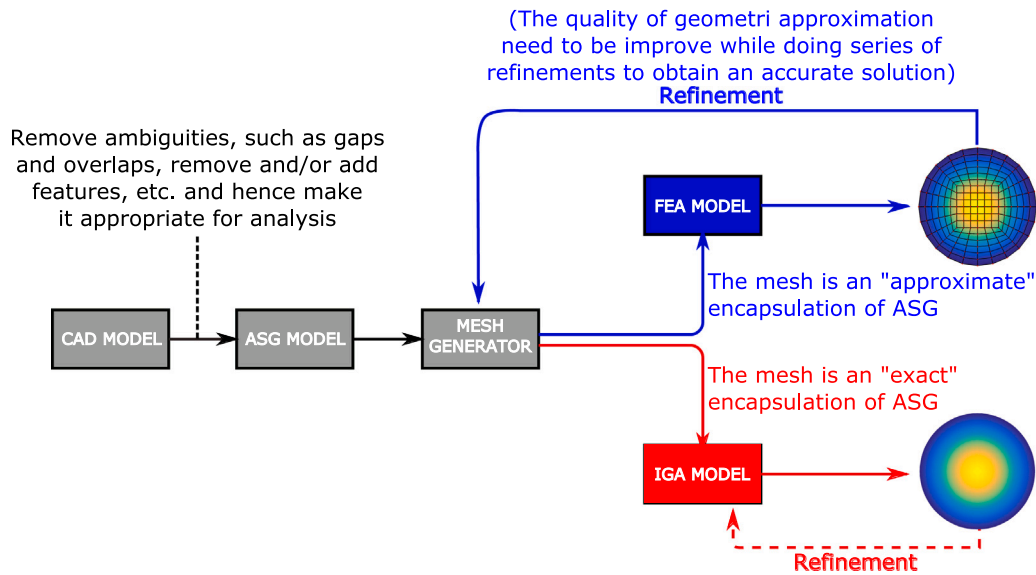 (The quality of geometri approximation
need to be improve while doing series of
refinements to obtain an accurate solution)
Refinement
Remove ambiguities, such as gaps
and overlaps, remove and/or add
features, etc. and hence make
it appropriate for analysis
FEA MODEL
The mesh is an "approximate"
encapsulation of ASG
CAD MODEL
ASG MODEL
MESH
GENERATOR
The mesh is an "exact"
encapsulation of ASG
IGA MODEL
Refinement